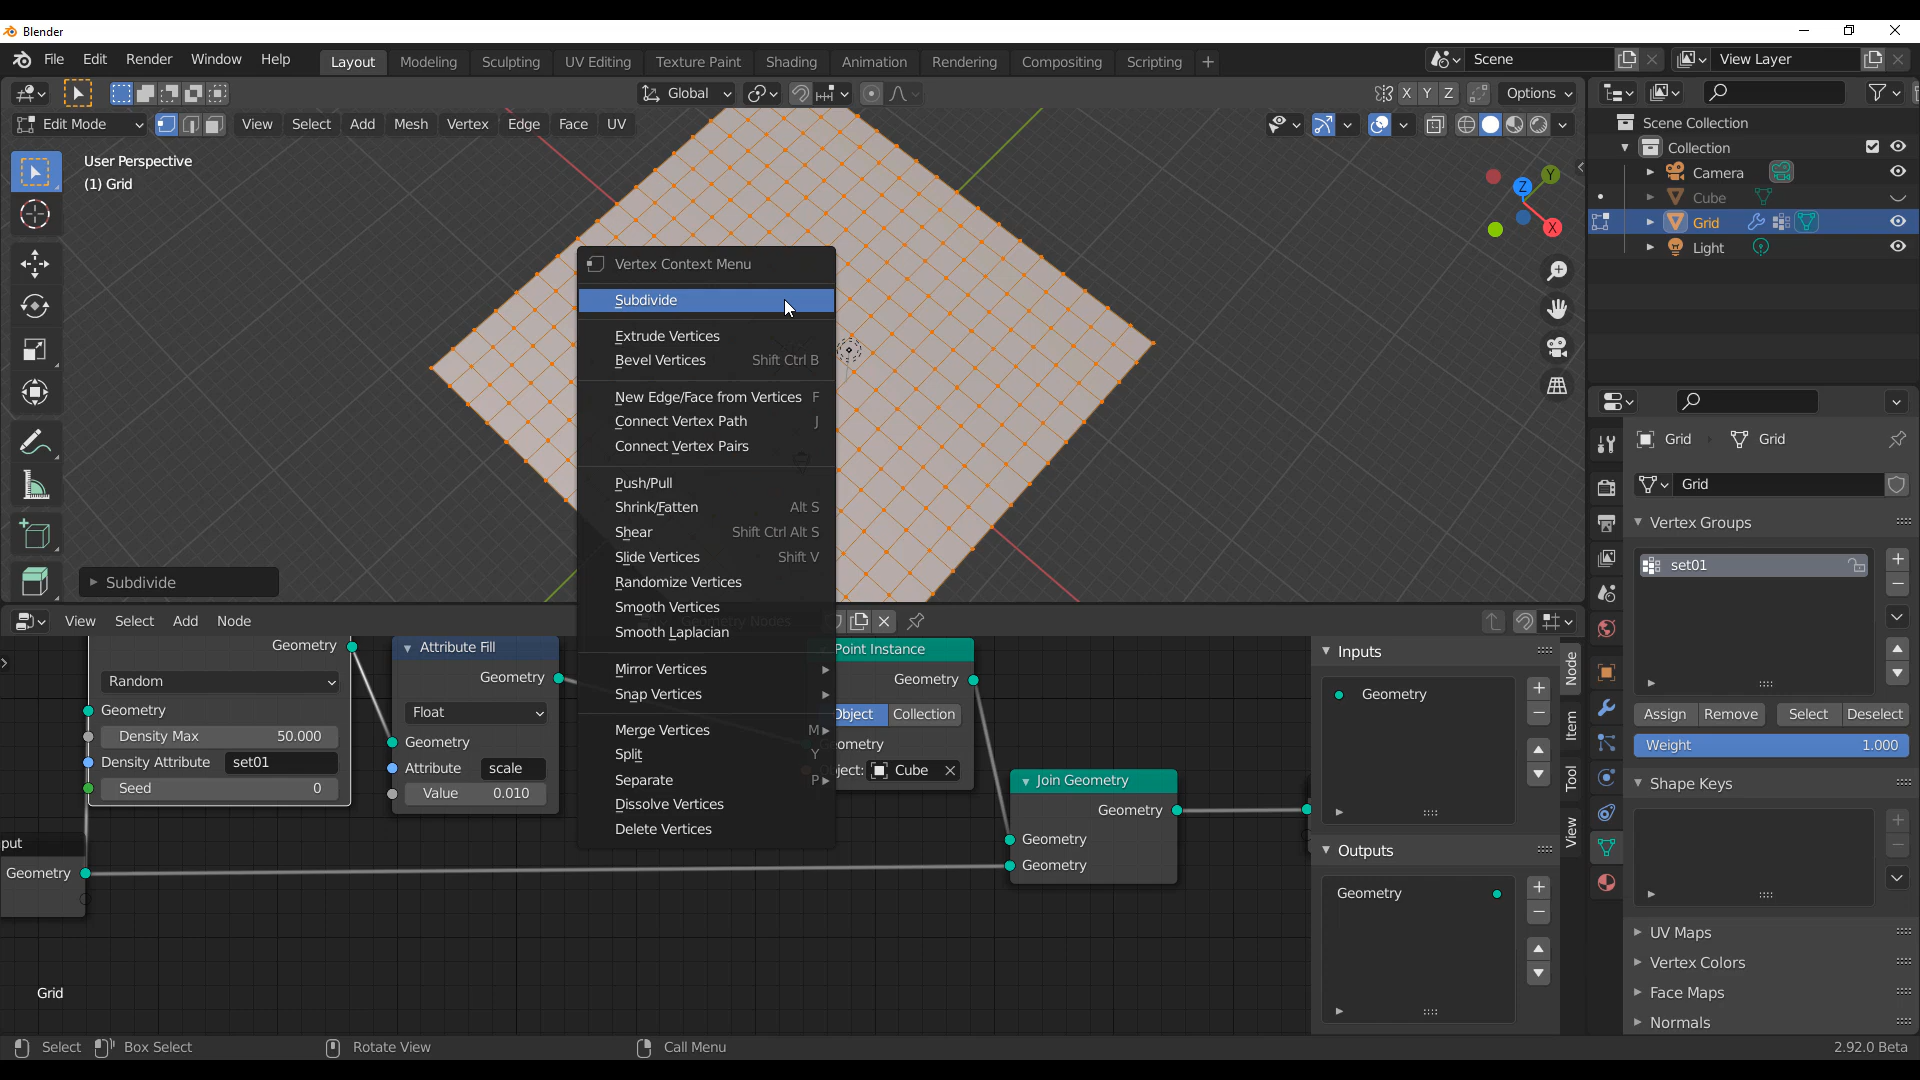 Blender
File Edit Render Window Help Layout Modeling Sculpting UV Editing Texture Paint Shading Animation Rendering Compositing Scripting + Scene View Layer
Global X Y Z Options
Edit Mode View Select Add Mesh Vertex Edge Face UV
User Perspective
(1) Grid
Z Y X
Scene Collection
Collection
Camera
Cube
Grid
Light
Vertex Context Menu
Subdivide
Extrude Vertices
Bevel Vertices Shift Ctrl B
New Edge/Face from Vertices F
Connect Vertex Path J
Connect Vertex Pairs
Push/Pull
Shrink/Fatten Alt S
Shear Shift Ctrl Alt S
Slide Vertices Shift V
Randomize Vertices
Smooth Vertices
Smooth Laplacian
Mirror Vertices
Snap Vertices
Merge Vertices M
Split Y
Separate P
Dissolve Vertices
Delete Vertices
Subdivide
View Select Add Node Geometry Nodes
Geometry
Random
Geometry
Density Max 50.000
Density Attribute set01
Seed 0
put
Geometry
Attribute Fill
Geometry
Float
Geometry
Attribute scale
Value 0.010
Point Instance
Geometry
Object Collection
ometry
ject: Cube
Join Geometry
Geometry
Geometry
Geometry
Grid
Inputs
Geometry
Outputs
Geometry
Node
Item
Tool
View
Grid Grid
Grid
Vertex Groups
set01
Assign Remove Select Deselect
Weight 1.000
Shape Keys
UV Maps
Vertex Colors
Face Maps
Normals
Select Box Select Rotate View Call Menu 2.92.0 Beta